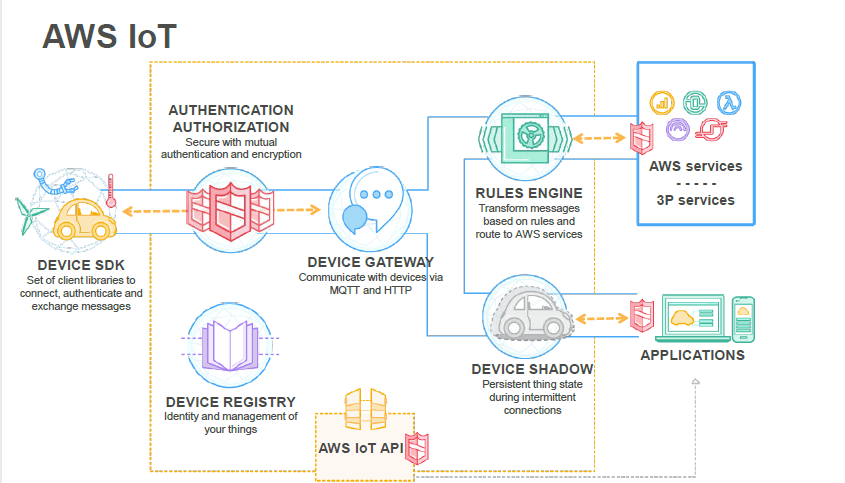 AWS IoT
AUTHENTICATION
AUTHORIZATION
Secure with mutual
authentication and encryption
DEVICE SDK
Set of client libraries to
connect, authenticate and
exchange messages
DEVICE GATEWAY
Communicate with devices via
MQTT and HTTP
RULES ENGINE
Transform messages
based on rules and
route to AWS services
AWS services
- - - - -
3P services
DEVICE SHADOW
Persistent thing state
during intermittent
connections
APPLICATIONS
DEVICE REGISTRY
Identity and management of
your things
AWS IoT API